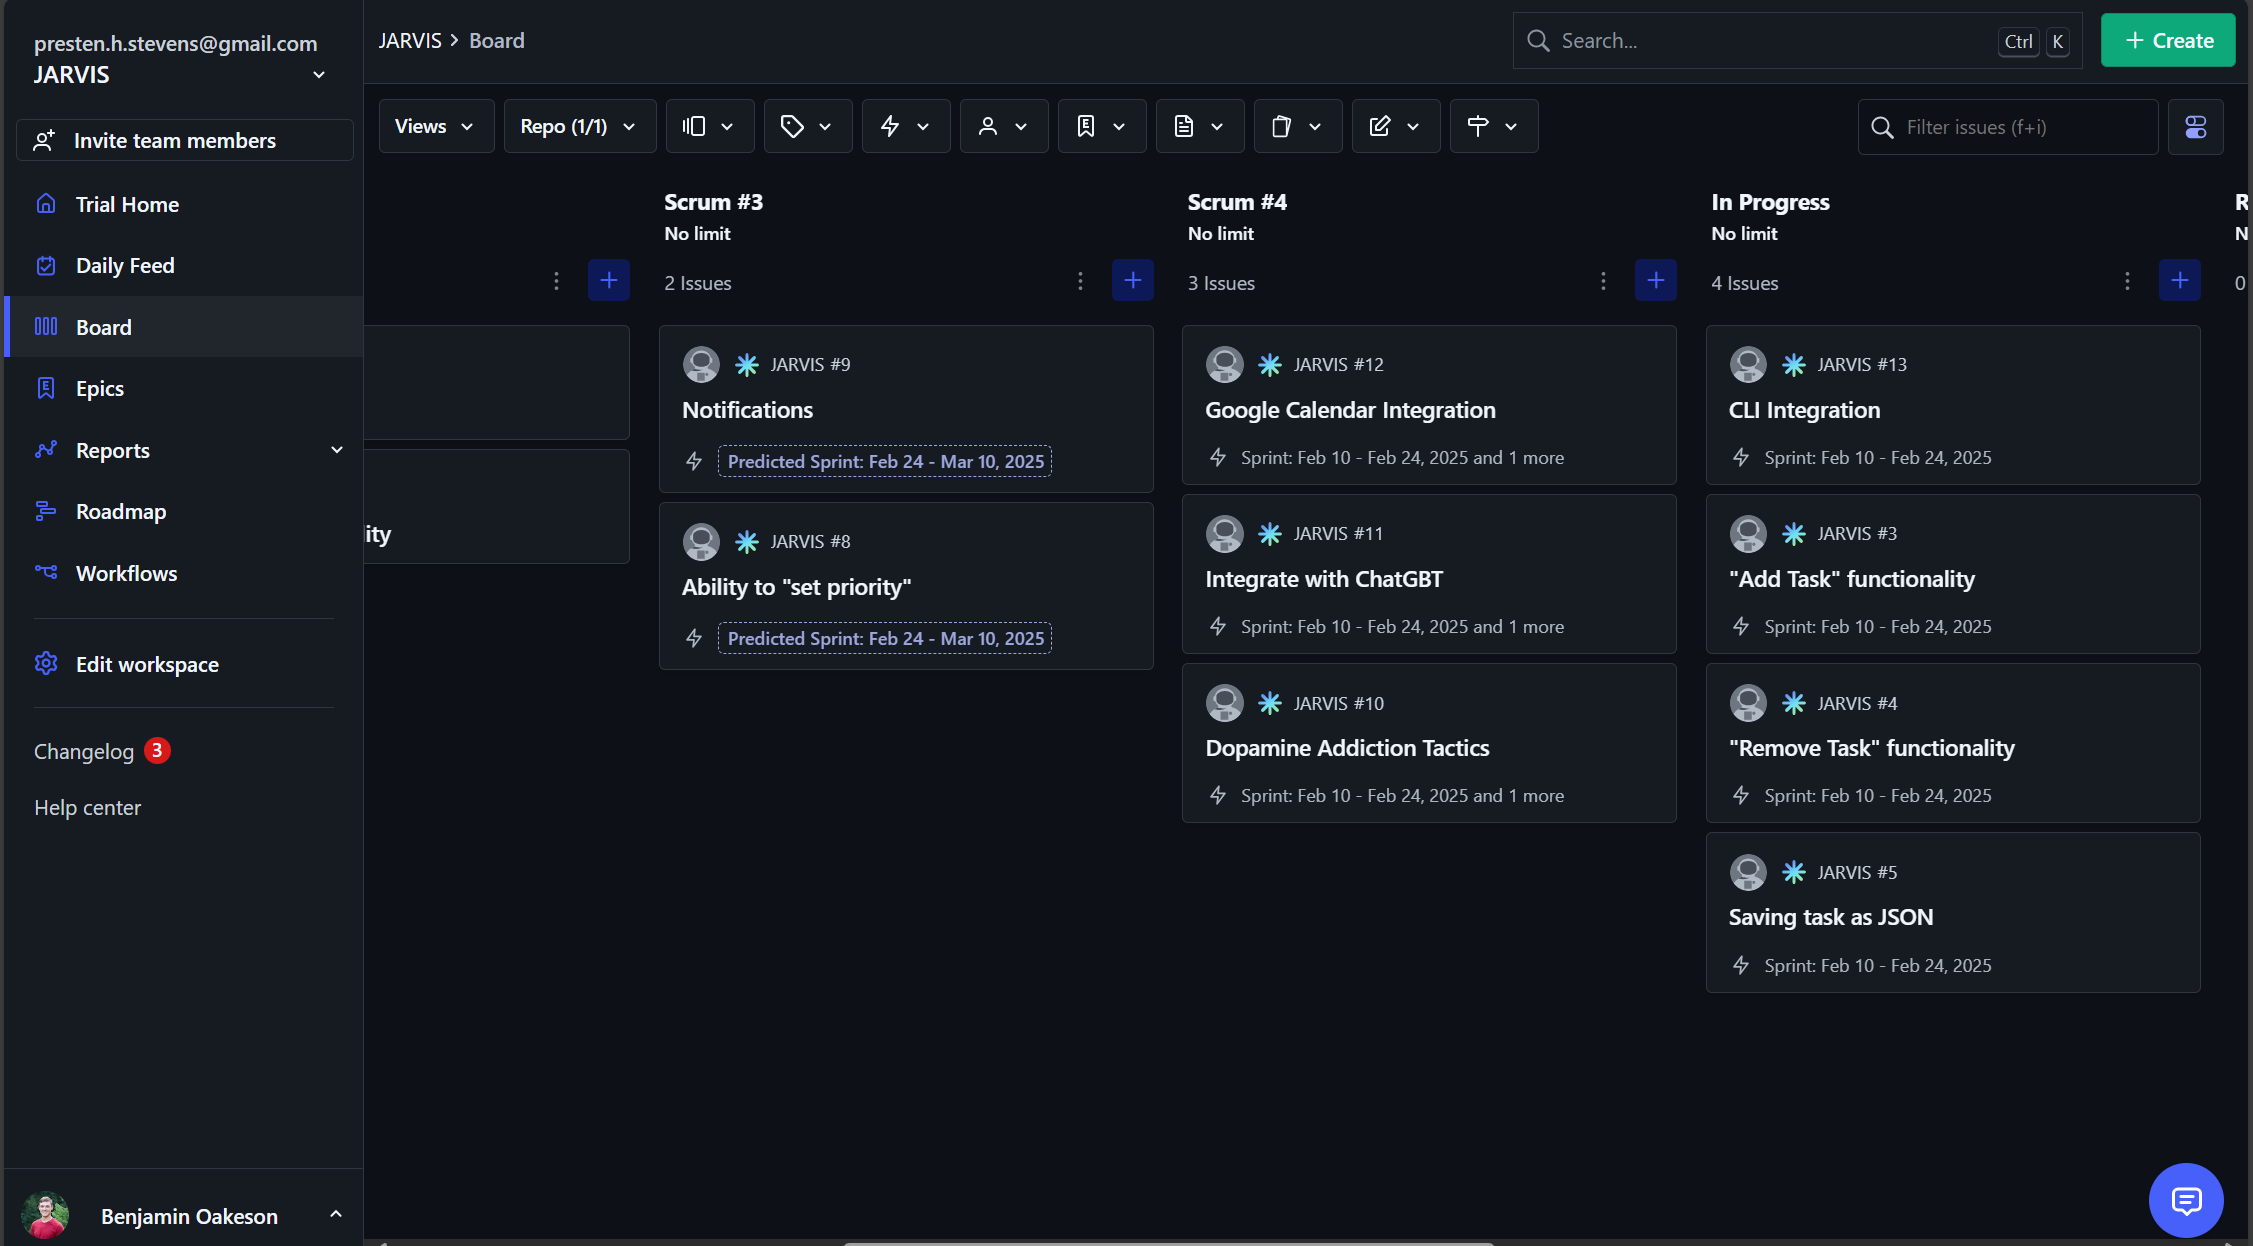 presten.h.stevens@gmail.com
JARVIS
Invite team members
Trial Home
Daily Feed
Board
Epics
Reports
Roadmap
Workflows
Edit workspace
Changelog 3
Help center
Benjamin Oakeson
JARVIS > Board
Search...
Ctrl K
+ Create
Views
Repo (1/1)
Filter issues (f+i)
lity
Scrum #3
No limit
2 Issues
JARVIS #9
Notifications
Predicted Sprint: Feb 24 - Mar 10, 2025
JARVIS #8
Ability to "set priority"
Predicted Sprint: Feb 24 - Mar 10, 2025
Scrum #4
No limit
3 Issues
JARVIS #12
Google Calendar Integration
Sprint: Feb 10 - Feb 24, 2025 and 1 more
JARVIS #11
Integrate with ChatGBT
Sprint: Feb 10 - Feb 24, 2025 and 1 more
JARVIS #10
Dopamine Addiction Tactics
Sprint: Feb 10 - Feb 24, 2025 and 1 more
In Progress
No limit
4 Issues
JARVIS #13
CLI Integration
Sprint: Feb 10 - Feb 24, 2025
JARVIS #3
"Add Task" functionality
Sprint: Feb 10 - Feb 24, 2025
JARVIS #4
"Remove Task" functionality
Sprint: Feb 10 - Feb 24, 2025
JARVIS #5
Saving task as JSON
Sprint: Feb 10 - Feb 24, 2025
R
N
0